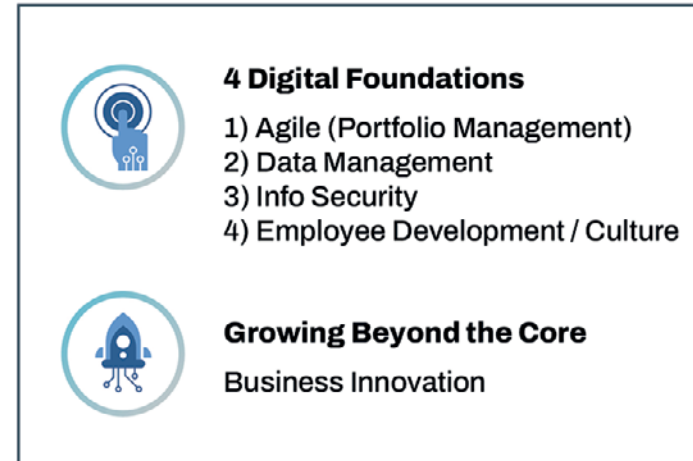 4 Digital Foundations
1) Agile (Portfolio Management)
2) Data Management
3) Info Security
4) Employee Development / Culture
Growing Beyond the Core
Business Innovation